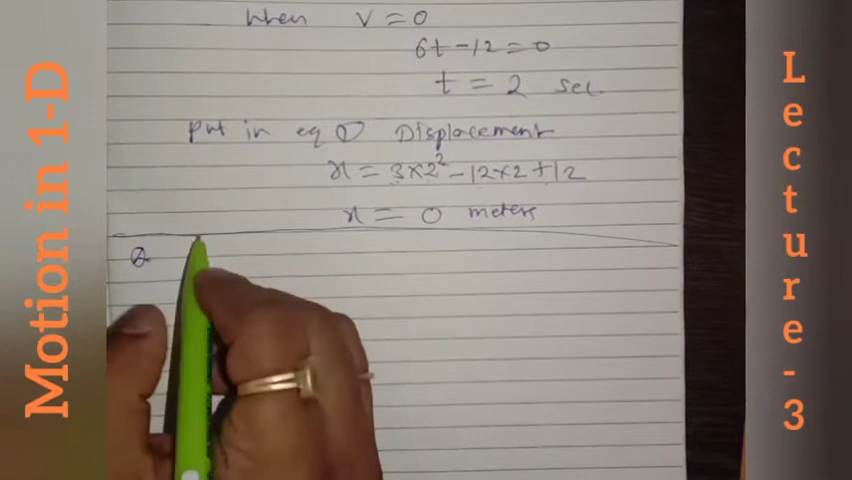 Motion in 1-D
when v = 0
6t - 12 = 0
t = 2 sec.
Put in eq ① Displacement
x = 3×2² - 12×2 + 12
x = 0 meters
Q
Lecture-3